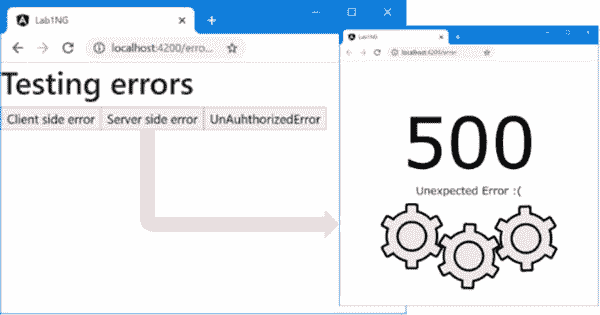 Lab1NG
localhost:4200/erro...
Testing errors
Client side error
Server side error
UnAuhthorizedError
Lab1NG
localhost:4200/error
500
Unexpected Error :(